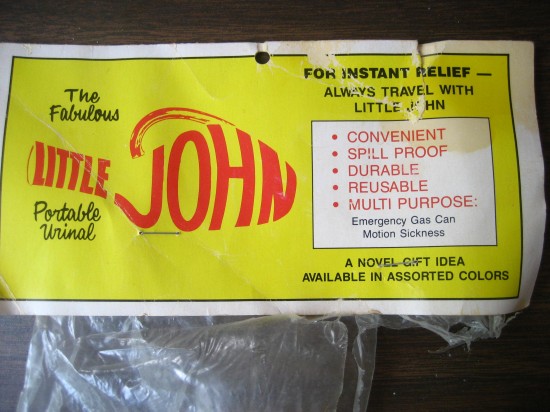 The
Fabulous
LITTLE JOHN
Portable
Urinal
FOR INSTANT RELIEF —
ALWAYS TRAVEL WITH
LITTLE JOHN
• CONVENIENT
• SPILL PROOF
• DURABLE
• REUSABLE
• MULTI PURPOSE:
Emergency Gas Can
Motion Sickness
A NOVEL GIFT IDEA
AVAILABLE IN ASSORTED COLORS